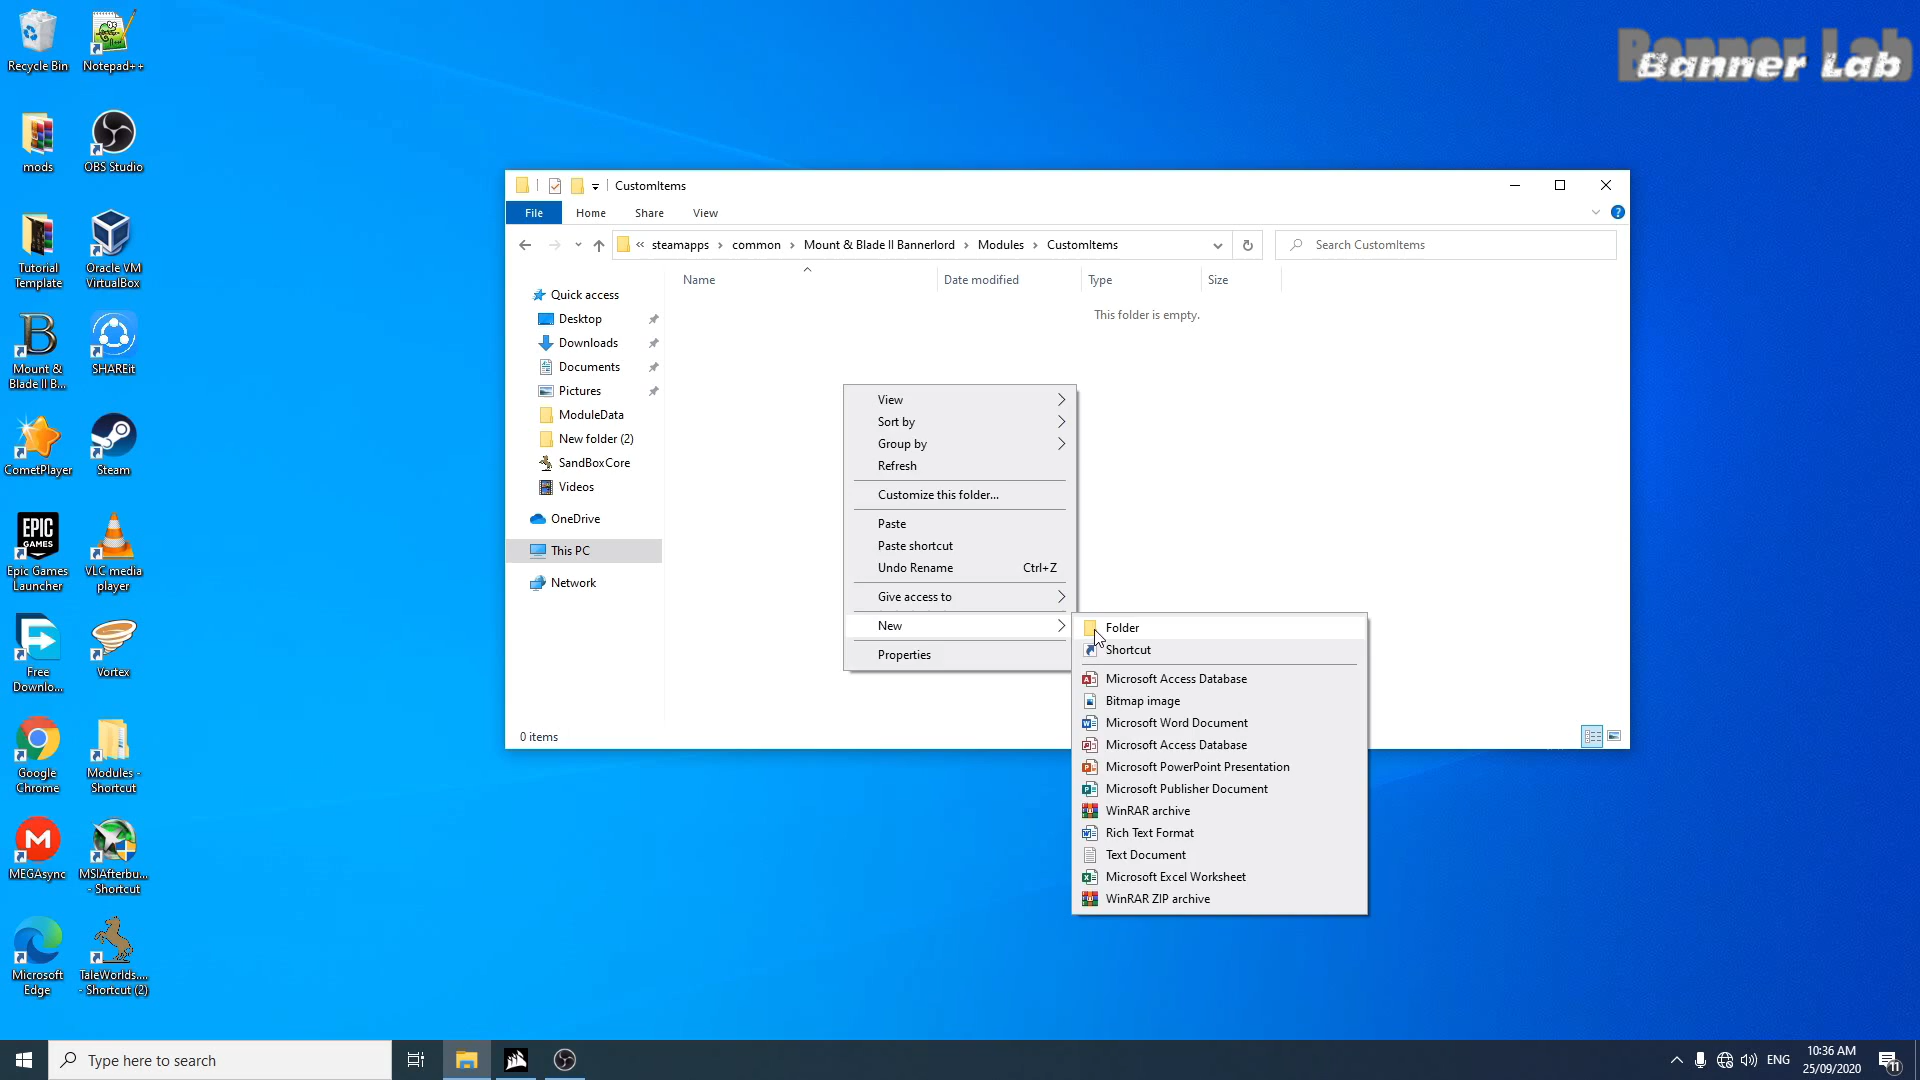 Recycle Bin
Notepad++
mods
OBS Studio
Tutorial
Template
Oracle VM
VirtualBox
Mount &
Blade II B...
SHAREit
CometPlayer
Steam
Epic Games
Launcher
VLC media
player
Free
Downlo...
Vortex
Google
Chrome
Modules -
Shortcut
MEGAsync
MSIAfterbu...
- Shortcut
Microsoft
Edge
TaleWorlds....
- Shortcut (2)
EPIC
GAMES
Banner Lab
Banner Lab
CustomItems
File
Home
Share
View
« steamapps > common > Mount & Blade II Bannerlord > Modules > CustomItems
Search CustomItems
Name
Date modified
Type
Size
This folder is empty.
Quick access
Desktop
Downloads
Documents
Pictures
ModuleData
New folder (2)
SandBoxCore
Videos
OneDrive
This PC
Network
0 items
View
Sort by
Group by
Refresh
Customize this folder...
Paste
Paste shortcut
Undo Rename Ctrl+Z
Give access to
New
Properties
Folder
Shortcut
Microsoft Access Database
Bitmap image
Microsoft Word Document
Microsoft Access Database
Microsoft PowerPoint Presentation
Microsoft Publisher Document
WinRAR archive
Rich Text Format
Text Document
Microsoft Excel Worksheet
WinRAR ZIP archive
Type here to search
ENG
10:36 AM
25/09/2020
11